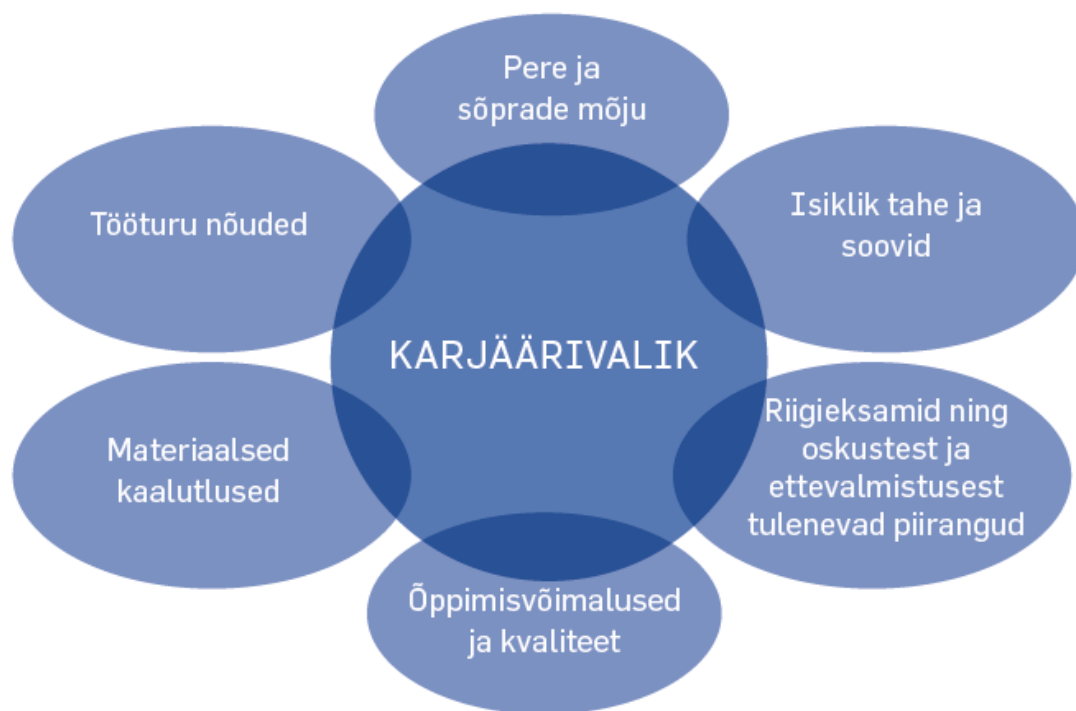 Pere ja
sõprade mõju
Tööturu nõuded
Isiklik tahe ja
soovid
KARJÄÄRIVALIK
Materiaalsed
kaalutlused
Riigieksamid ning
oskustest ja
ettevalmistusest
tulenevad piirangud
Õppimisvõimalused
ja kvaliteet